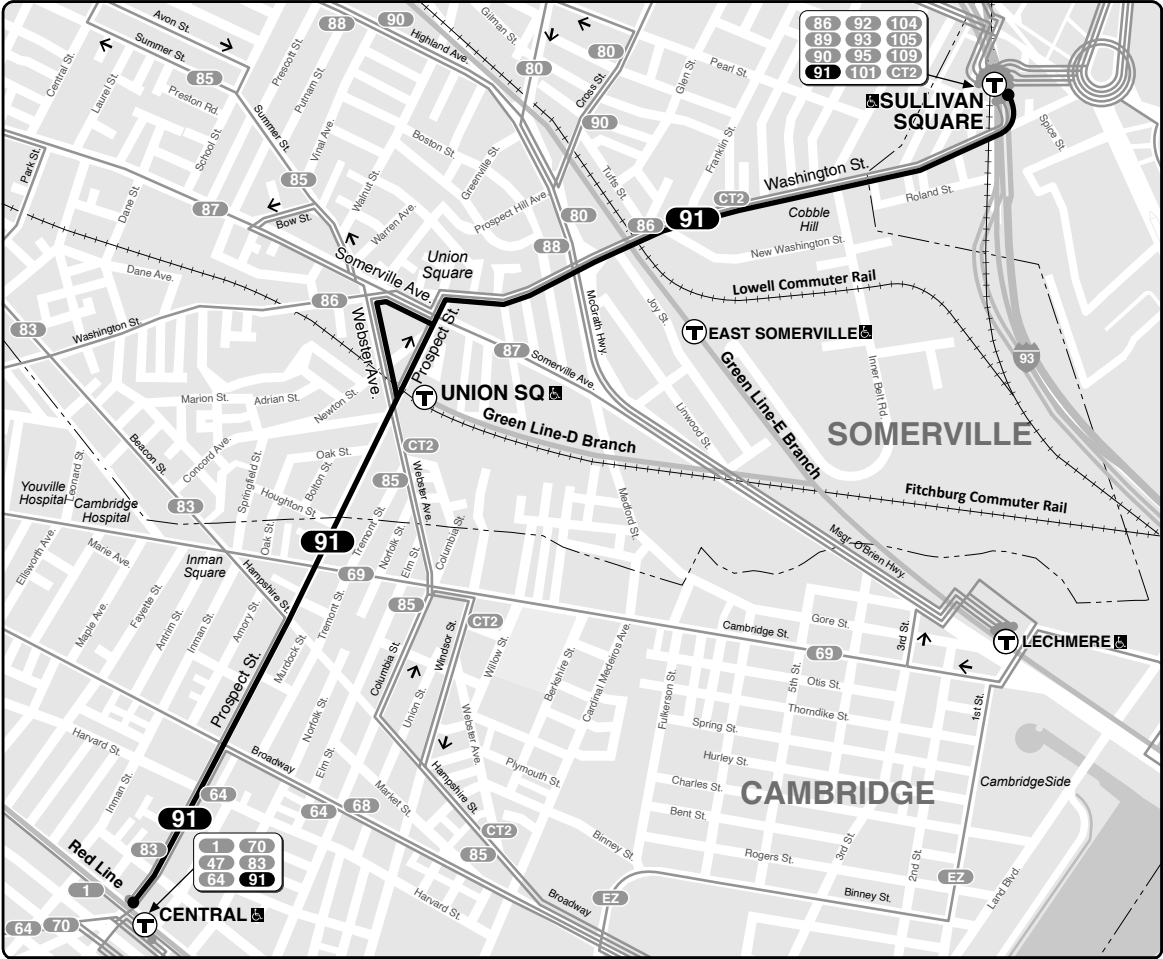 88
90
Gilman St.
86 92 104
89 93 105
90 95 109
91 101 CT2
Avon St.
Summer St.
Highland Ave.
80
80
Central St.
Laurel St.
85
Prescott St.
Putnam St.
Cross St.
Glen St.
Pearl St.
T
SULLIVAN
SQUARE
Preston Rd.
Summer St.
School St.
Vinal Ave.
Boston St.
90
Franklin St.
Spice St.
Park St.
Greenville St.
Tufts St.
Washington St.
85
Walnut St.
CT2
Roland St.
Dane St.
87
Bow St.
Warren Ave.
Prospect Hill Ave.
80
86
91
Cobble
Hill
88
New Washington St.
Somerville Ave.
Union
Square
Dane Ave.
86
Lowell Commuter Rail
83
Washington St.
Webster Ave.
Prospect St.
McGrath Hwy.
Joy St.
T
EAST SOMERVILLE
87
Somerville Ave.
93
Inner Belt Rd.
Green Line-E Branch
Marion St.
Adrian St.
Newton St.
T
UNION SQ
Green Line-D Branch
Linwood St.
SOMERVILLE
Beacon St.
Concord Ave.
Oak St.
CT2
Leonard St.
Springfield St.
Bolton St.
85
Webster Ave.
Youville
Hospital
Cambridge
Hospital
83
Houghton St.
Medford St.
Fitchburg Commuter Rail
Oak St.
91
Tremont St.
Norfolk St.
Elm St.
Columbia St.
Msgr. O'Brien Hwy.
Ellsworth Ave.
Marie Ave.
Inman
Square
Hampshire St.
69
Maple Ave.
Fayette St.
Antrim St.
Inman St.
Amory St.
Tremont St.
85
CT2
Cambridge St.
Gore St.
3rd St.
T
LECHMERE
Murdock St.
Columbia St.
Windsor St.
Willow St.
69
Prospect St.
Berkshire St.
Cardinal Medeiros Ave.
Fulkerson St.
5th St.
Otis St.
Thorndike St.
1st St.
Norfolk St.
Union St.
Webster Ave.
Spring St.
Harvard St.
Broadway
Elm St.
Hurley St.
Inman St.
Hampshire St.
Plymouth St.
Charles St.
CAMBRIDGE
CambridgeSide
64
64
68
Market St.
Bent St.
91
CT2
Binney St.
3rd St.
83
1 70
47 83
64 91
85
Rogers St.
2nd St.
Red Line
EZ
1
Harvard St.
Broadway
EZ
Binney St.
Land Blvd.
64
70
T
CENTRAL